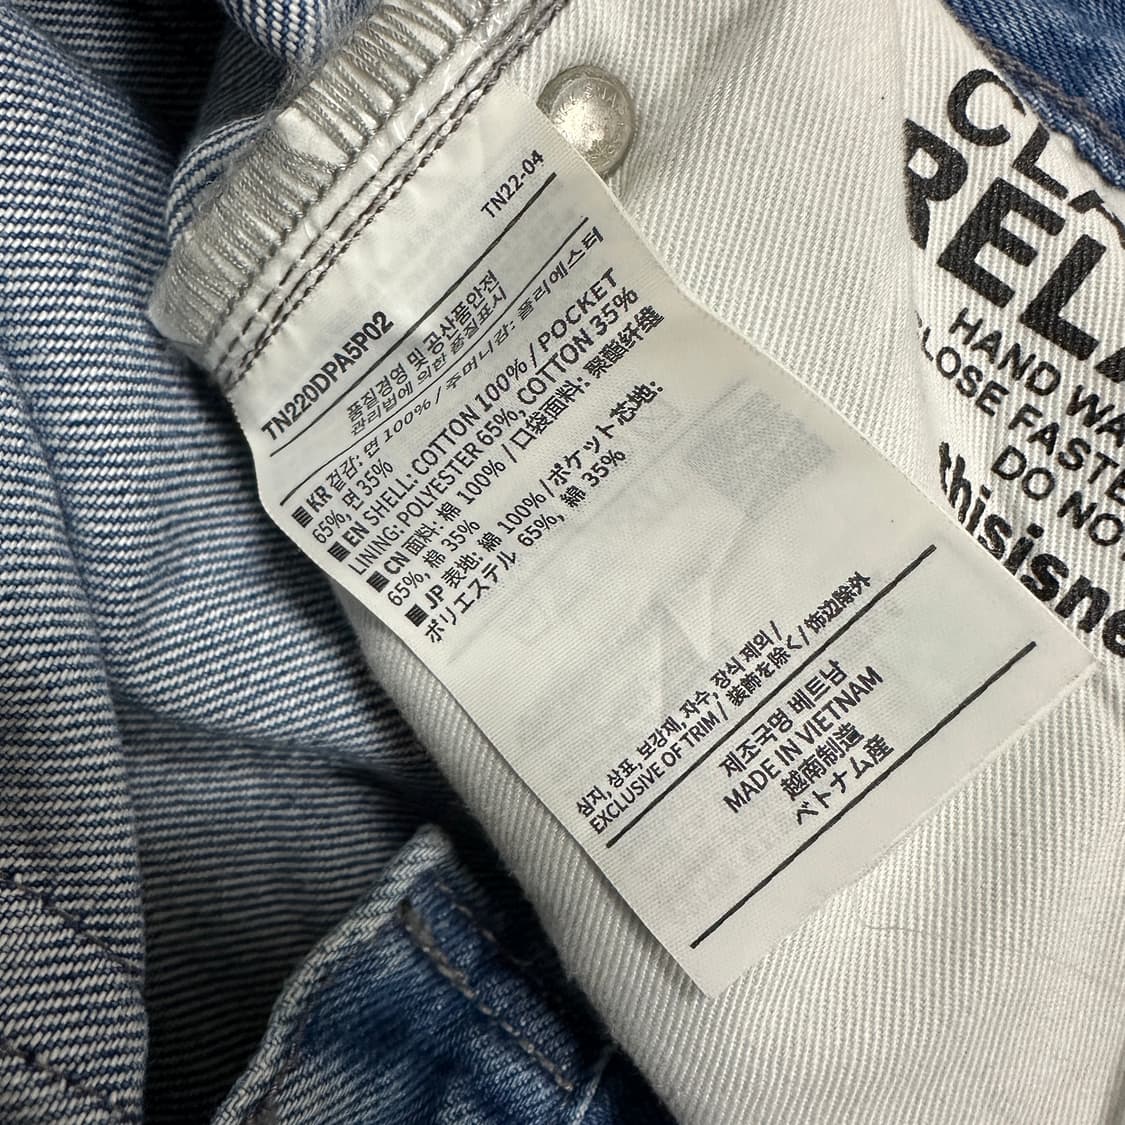 TN22-04
TN220DPA5P02
품질경영 및 공산품안전
관리법에 의한 품질표시
KR 겉감: 면 100% / 주머니감: 폴리에스터
65%, 면 35%
EN SHELL: COTTON 100% / POCKET
LINING: POLYESTER 65%, COTTON 35%
CN 面料: 棉 100% / 口袋面料: 聚酯纤维
65%, 棉 35%
JP 表地: 綿 100% / ポケット芯地:
ポリエステル 65%, 綿 35%
심지, 상표, 보강재, 자수, 장식 제외 /
EXCLUSIVE OF TRIM / 装飾を除く / 饰边除外
제조국명 베트남
MADE IN VIETNAM
越南制造
ベトナム産
CLA
RELA
HAND WA
CLOSE FASTE
DO NO
thisisne